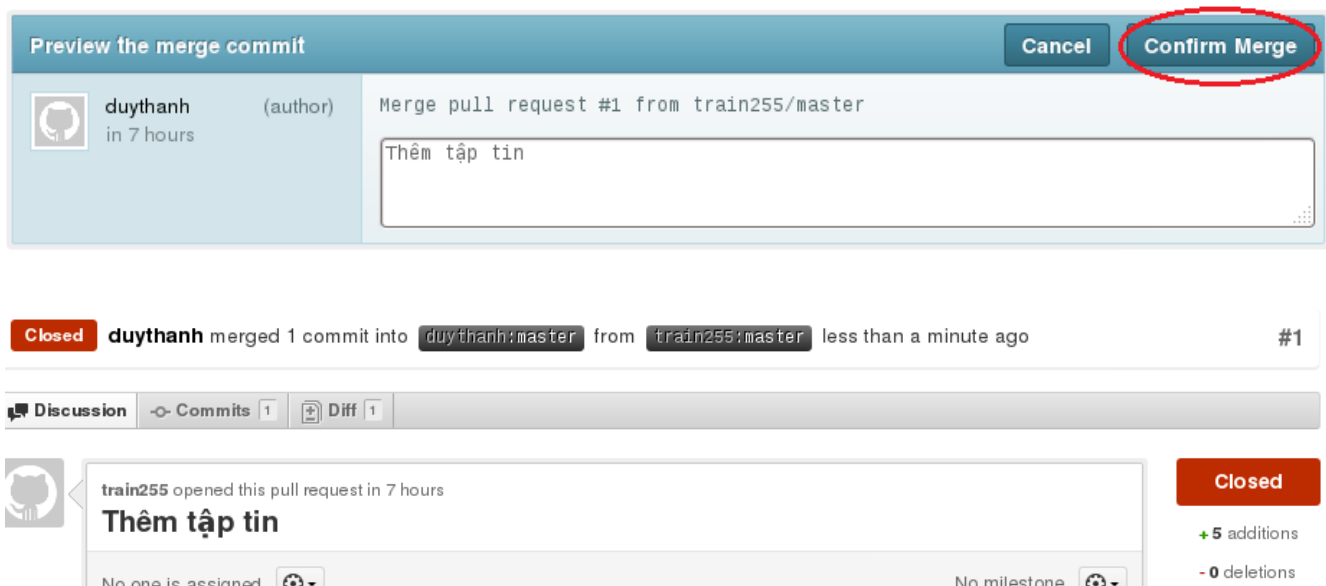 Preview the merge commit
Cancel
Confirm Merge
duythanh (author)
in 7 hours
Merge pull request #1 from train255/master
Thêm tập tin
Closed duythanh merged 1 commit into duythanh:master from train255:master less than a minute ago #1
Discussion Commits 1 Diff 1
train255 opened this pull request in 7 hours
Thêm tập tin
Closed
+ 5 additions
- 0 deletions
No one is assigned
No milestone